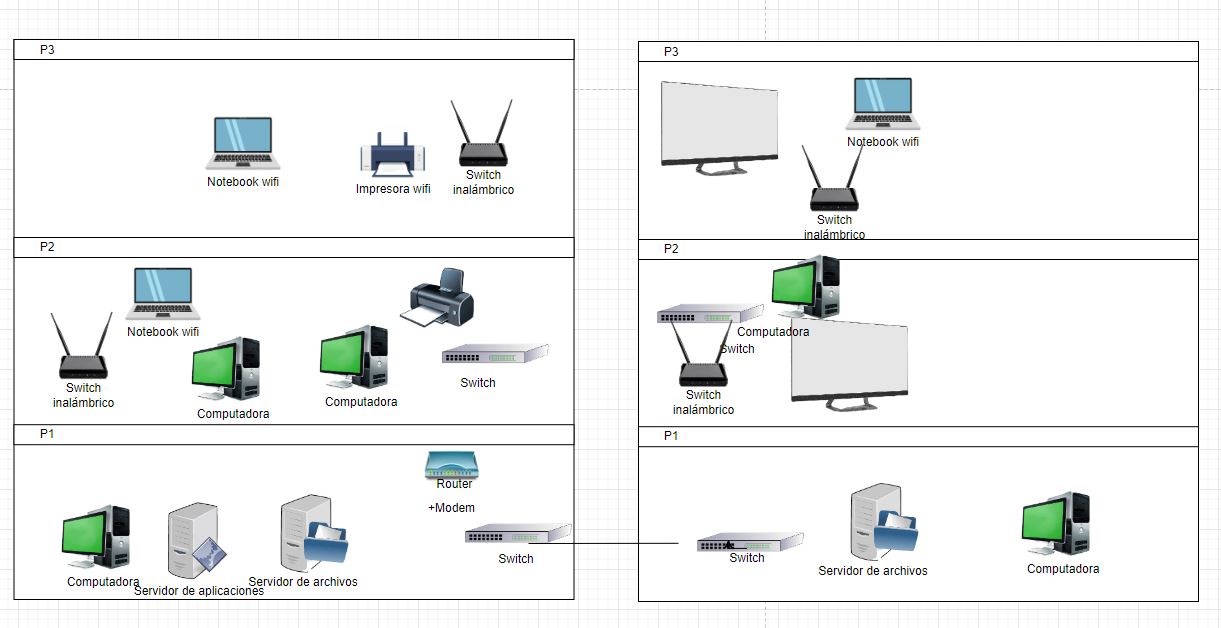 P3
Notebook wifi
Impresora wifi
Switch
inalámbrico
P2
Notebook wifi
Switch
inalámbrico
Computadora
Computadora
Switch
P1
Router
+Modem
Switch
Computadora
Servidor de aplicaciones
Servidor de archivos
P3
Notebook wifi
Switch
inalámbrico
P2
Computadora
Switch
Switch
inalámbrico
P1
Switch
Servidor de archivos
Computadora